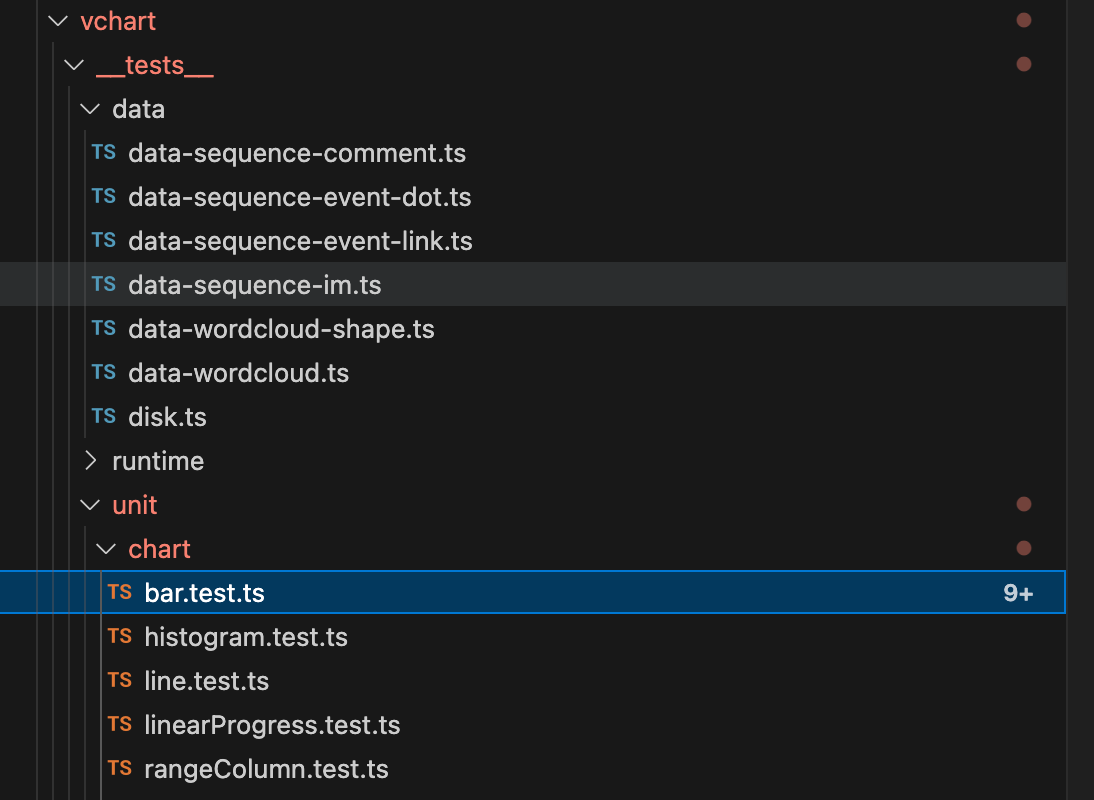 vchart
__tests__
data
TS data-sequence-comment.ts
TS data-sequence-event-dot.ts
TS data-sequence-event-link.ts
TS data-sequence-im.ts
TS data-wordcloud-shape.ts
TS data-wordcloud.ts
TS disk.ts
runtime
unit
chart
TS bar.test.ts 9+
TS histogram.test.ts
TS line.test.ts
TS linearProgress.test.ts
TS rangeColumn.test.ts